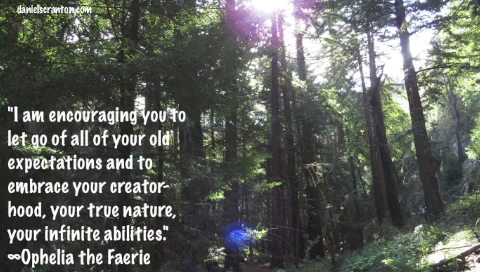 danielscranton.com
"I am encouraging you to
let go of all of your old
expectations and to
embrace your creator-
hood, your true nature,
your infinite abilities."
∞Ophelia the Faerie